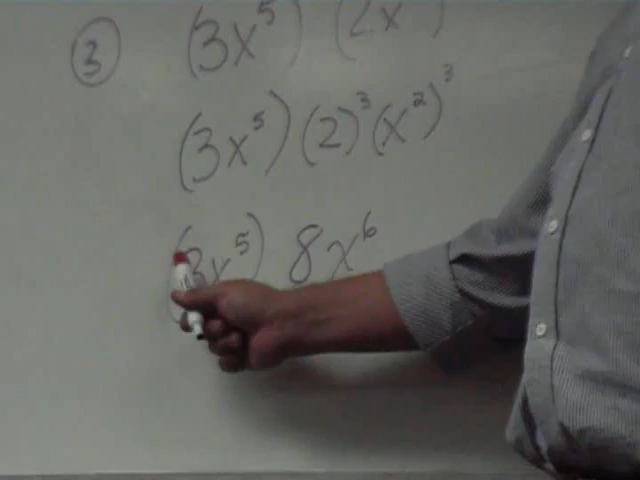 ③ (3x⁵) (2x )
(3x⁵)(2)³(x²)³
(3x⁵) 8x⁶